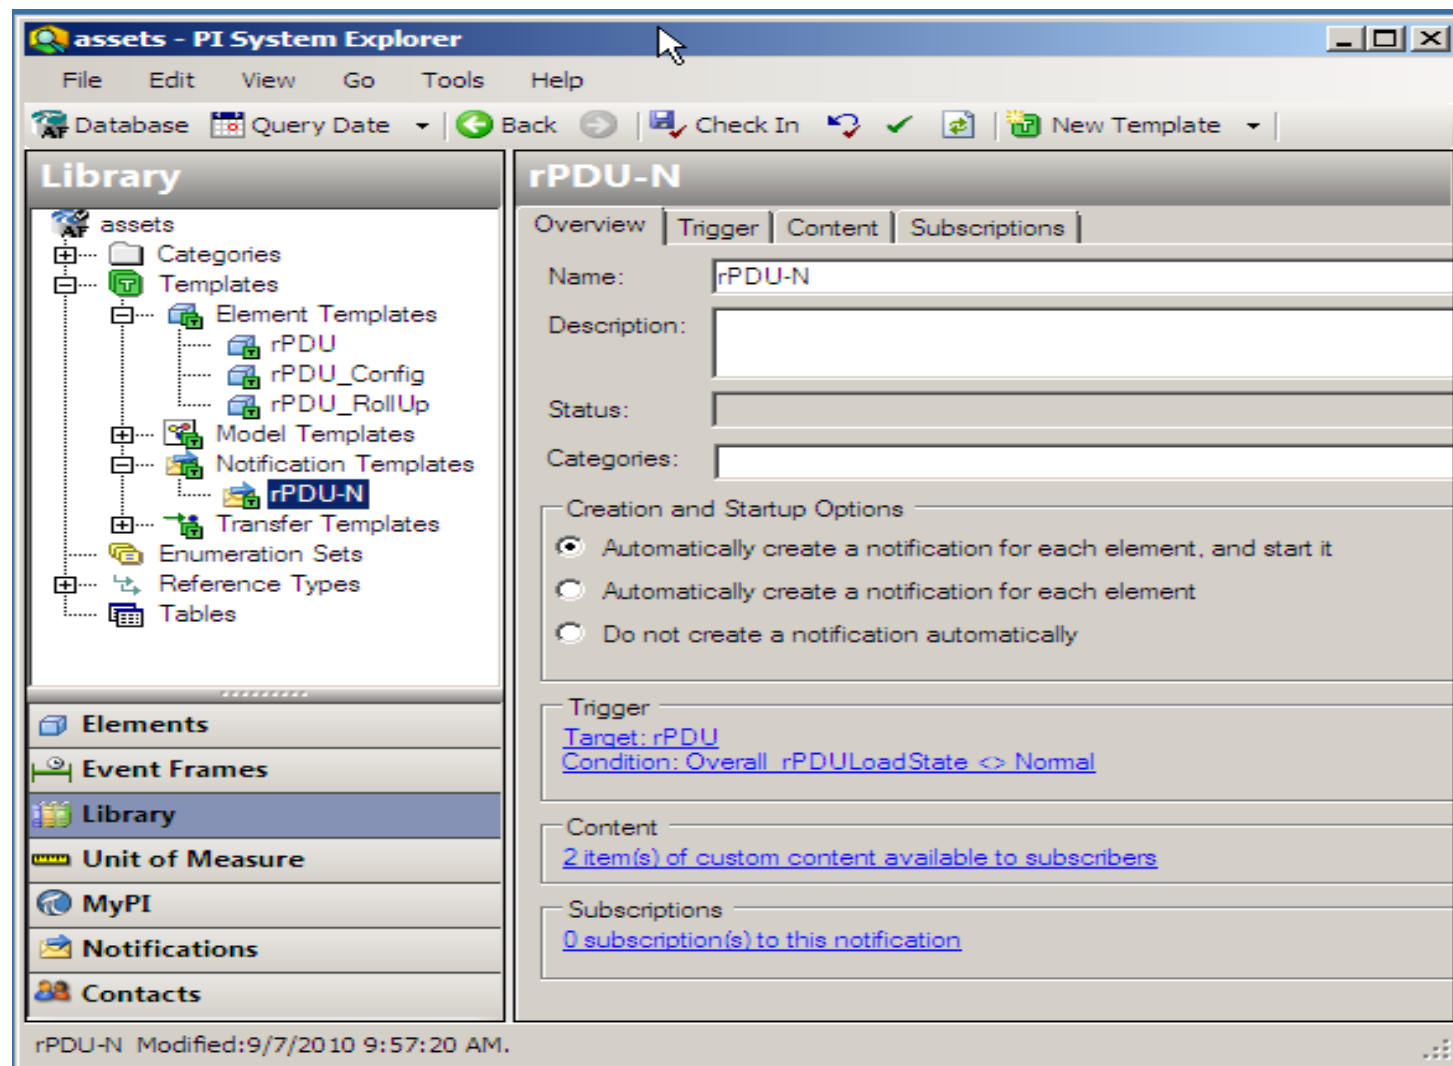 assets - PI System Explorer
File Edit View Go Tools Help
AF Database Query Date Back Check In New Template
Library
AF assets
Categories
Templates
Element Templates
rPDU
rPDU_Config
rPDU_RollUp
Model Templates
Notification Templates
rPDU-N
Transfer Templates
Enumeration Sets
Reference Types
Tables
Elements
Event Frames
Library
Unit of Measure
MyPI
Notifications
Contacts
rPDU-N
Overview Trigger Content Subscriptions
Name: rPDU-N
Description:
Status:
Categories:
Creation and Startup Options
Automatically create a notification for each element, and start it
Automatically create a notification for each element
Do not create a notification automatically
Trigger
Target: rPDU
Condition: Overall_rPDULoadState <> Normal
Content
2 item(s) of custom content available to subscribers
Subscriptions
0 subscription(s) to this notification
rPDU-N Modified:9/7/2010 9:57:20 AM.